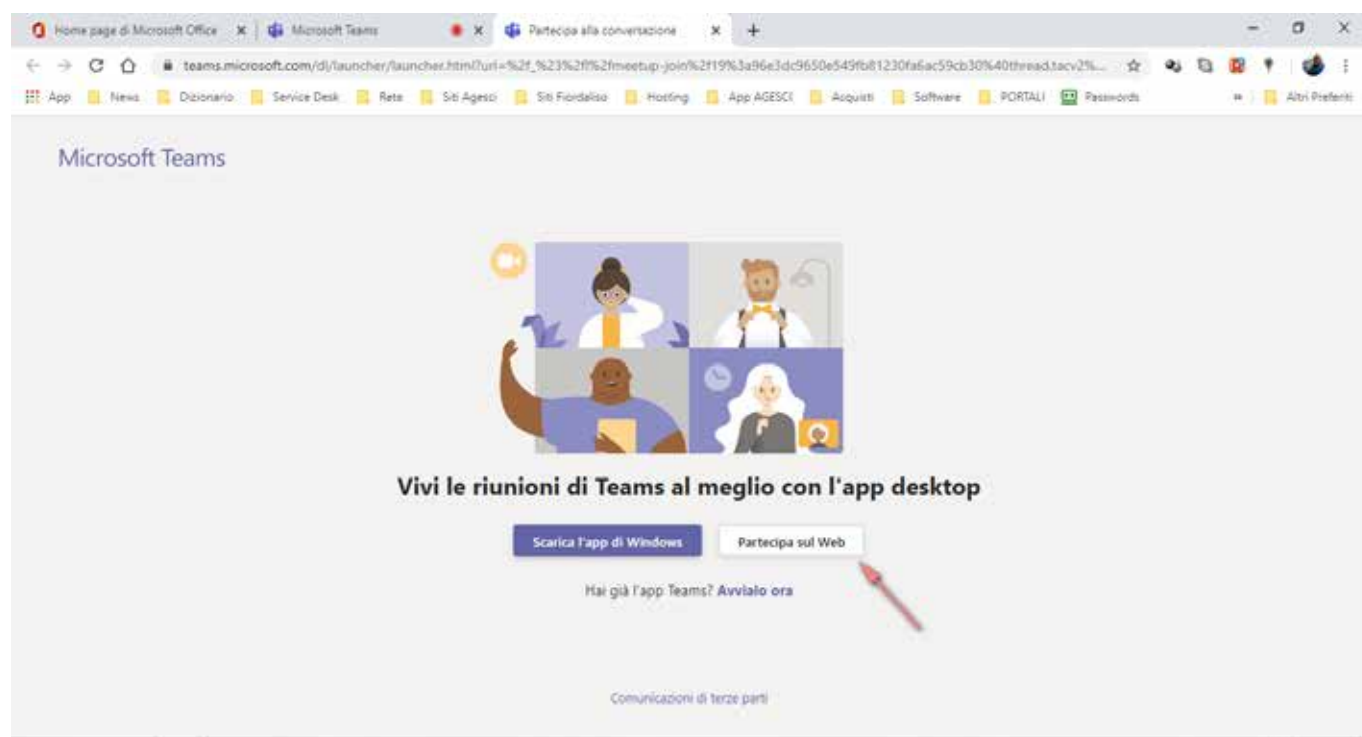 Home page di Microsoft Office
Microsoft Teams
Partecipa alla conversazione
teams.microsoft.com/dl/launcher/launcher.html?url=%2f_%23%2fl%2fmeetup-join%2f19%3a96e3dc9650e549fb81230fa6ac59cb30%40thread.tacv2%...
App News Dizionario Service Desk Rete Siti Agesci Siti Fiordaliso Hosting App AGESCI Acquisti Software PORTALI Passwords » Altri Preferiti
Microsoft Teams
Vivi le riunioni di Teams al meglio con l'app desktop
Scarica l'app di Windows
Partecipa sul Web
Hai già l'app Teams? Avvialo ora
Comunicazioni di terze parti